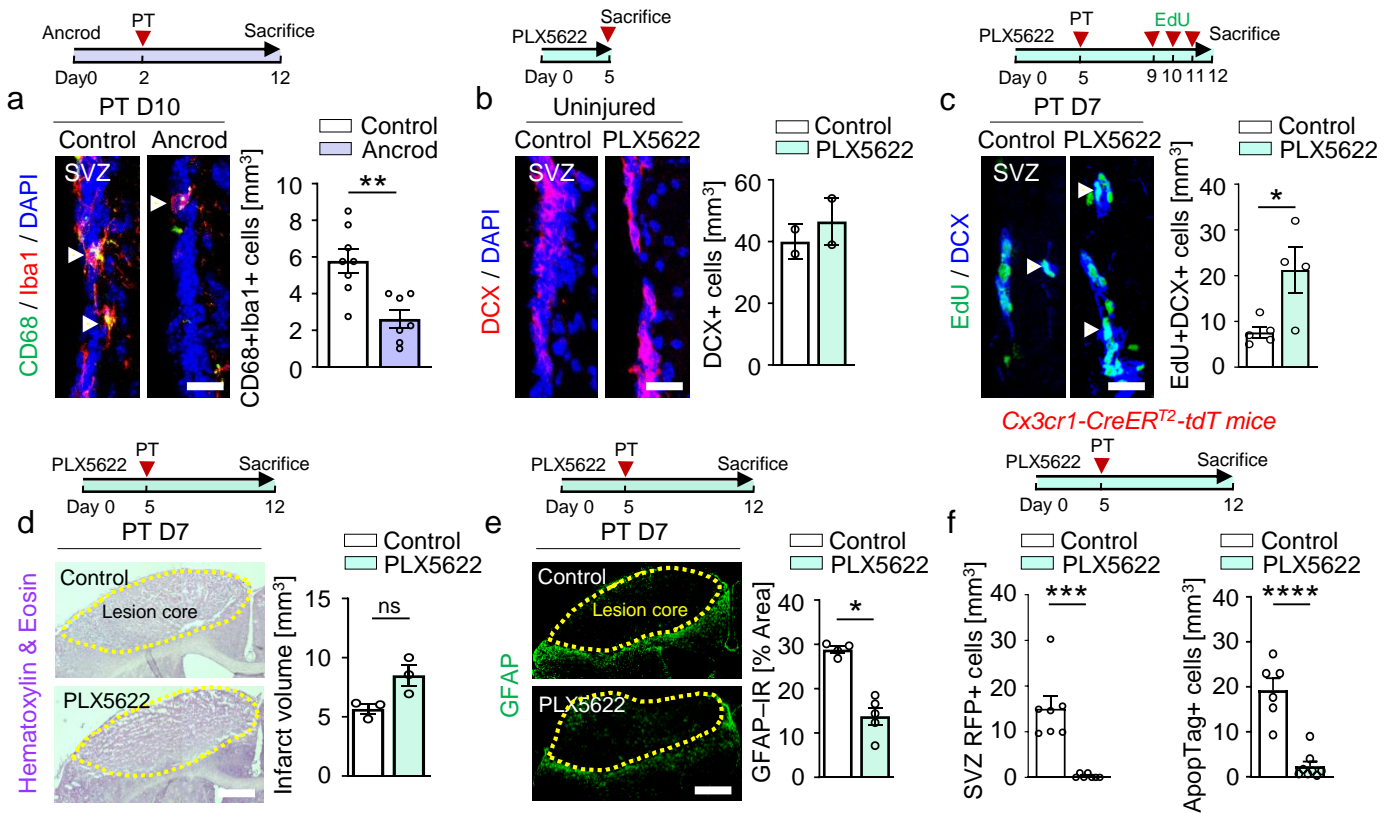 Ancrod
PT
Sacrifice
Day0
2
12
PLX5622
Sacrifice
Day 0
5
PLX5622
PT
EdU
Sacrifice
Day 0
5
9
10
11
12
a
PT D10
Control
Ancrod
SVZ
CD68 / Iba1 / DAPI
Control
Ancrod
CD68+Iba1+ cells [mm³]
**
10
8
6
4
2
0
b
Uninjured
Control
PLX5622
DCX / DAPI
Control
PLX5622
DCX+ cells [mm³]
60
40
20
0
c
PT D7
Control
PLX5622
SVZ
EdU / DCX
Control
PLX5622
EdU+DCX+ cells [mm³]
*
40
30
20
10
0
PLX5622
PT
Sacrifice
Day 0
5
12
d
PT D7
Control
Lesion core
PLX5622
Hematoxylin & Eosin
Control
PLX5622
Infarct volume [mm³]
ns
15
10
5
0
PLX5622
PT
Sacrifice
Day 0
5
12
e
PT D7
Control
Lesion core
PLX5622
GFAP
Control
PLX5622
GFAP–IR [% Area]
*
40
30
20
10
0
Cx3cr1-CreERᵀ²-tdT mice
PLX5622
PT
Sacrifice
Day 0
5
12
f
Control
PLX5622
SVZ RFP+ cells [mm³]
***
40
30
20
10
0
Control
PLX5622
ApopTag+ cells [mm³]
****
40
30
20
10
0